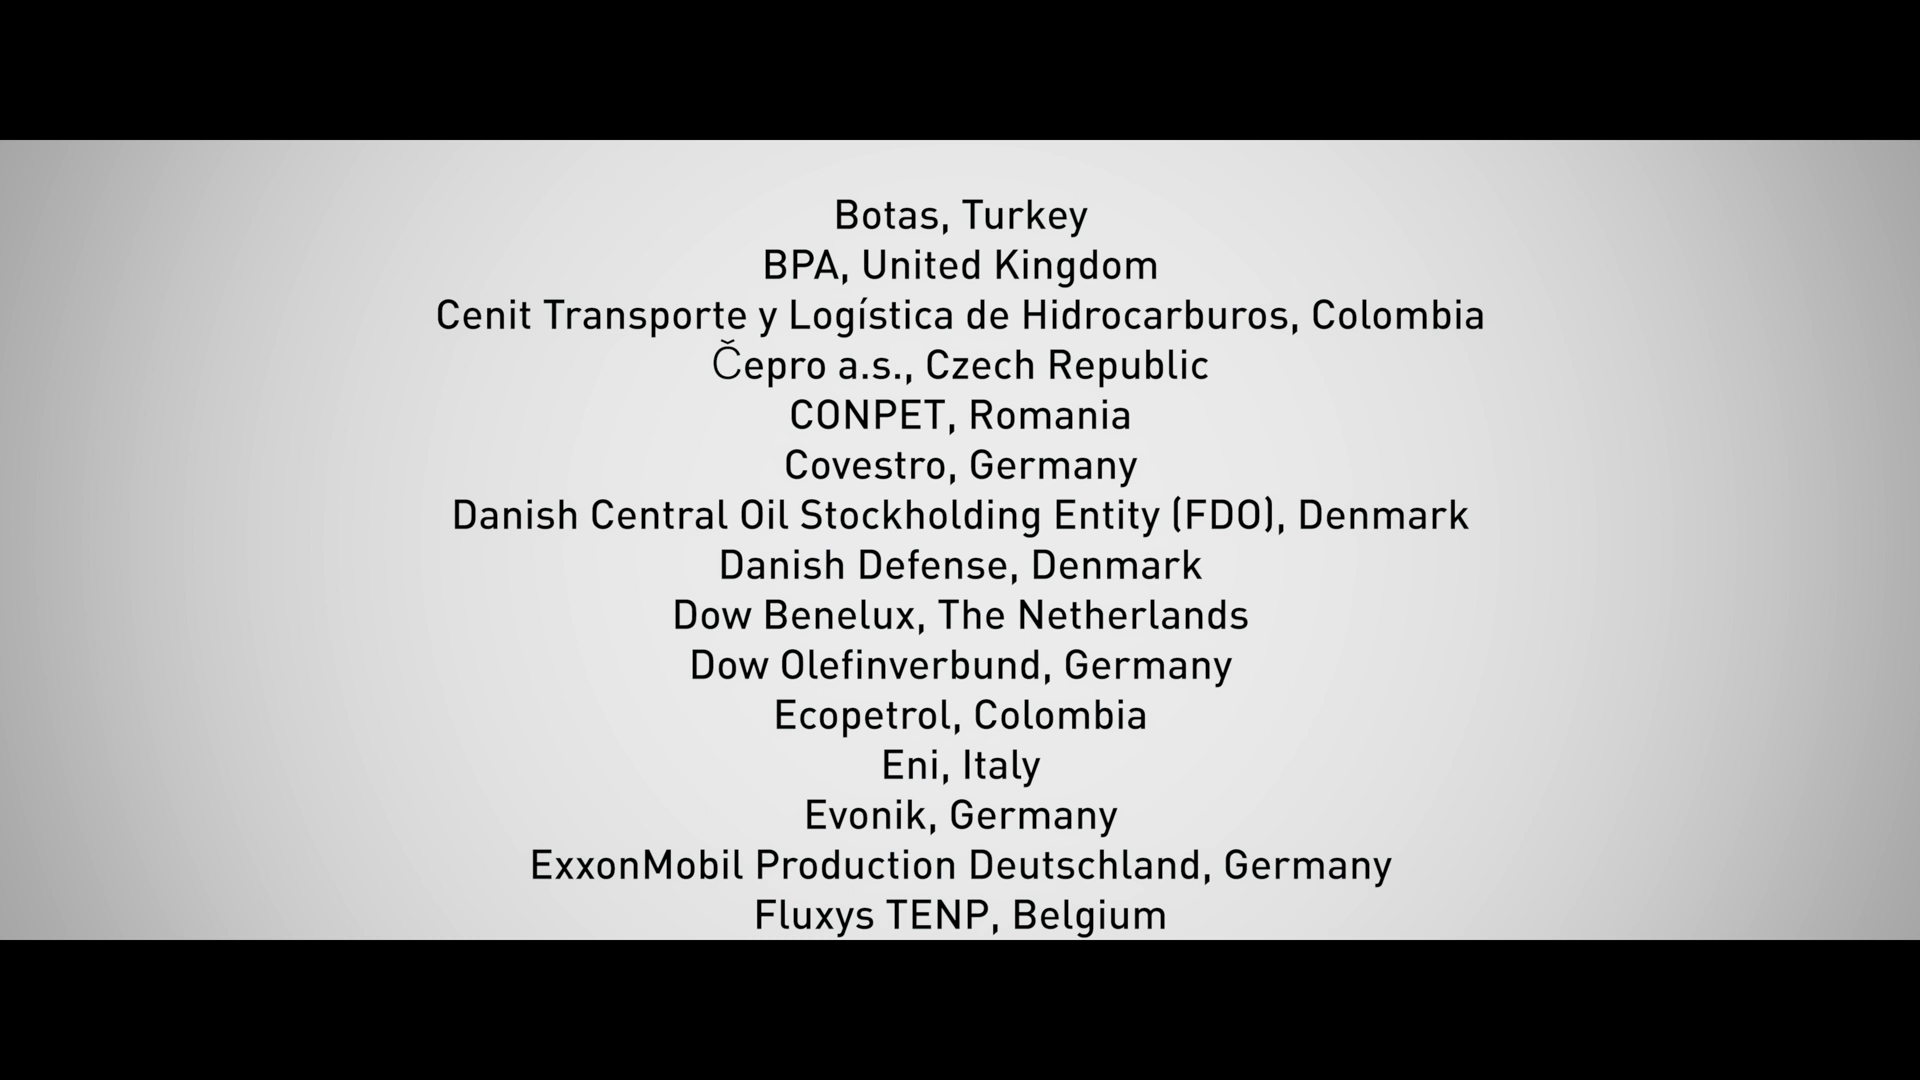 Botas, Turkey
BPA, United Kingdom
Cenit Transporte y Logística de Hidrocarburos, Colombia
Čepro a.s., Czech Republic
CONPET, Romania
Covestro, Germany
Danish Central Oil Stockholding Entity (FDO), Denmark
Danish Defense, Denmark
Dow Benelux, The Netherlands
Dow Olefinverbund, Germany
Ecopetrol, Colombia
Eni, Italy
Evonik, Germany
ExxonMobil Production Deutschland, Germany
Fluxys TENP, Belgium